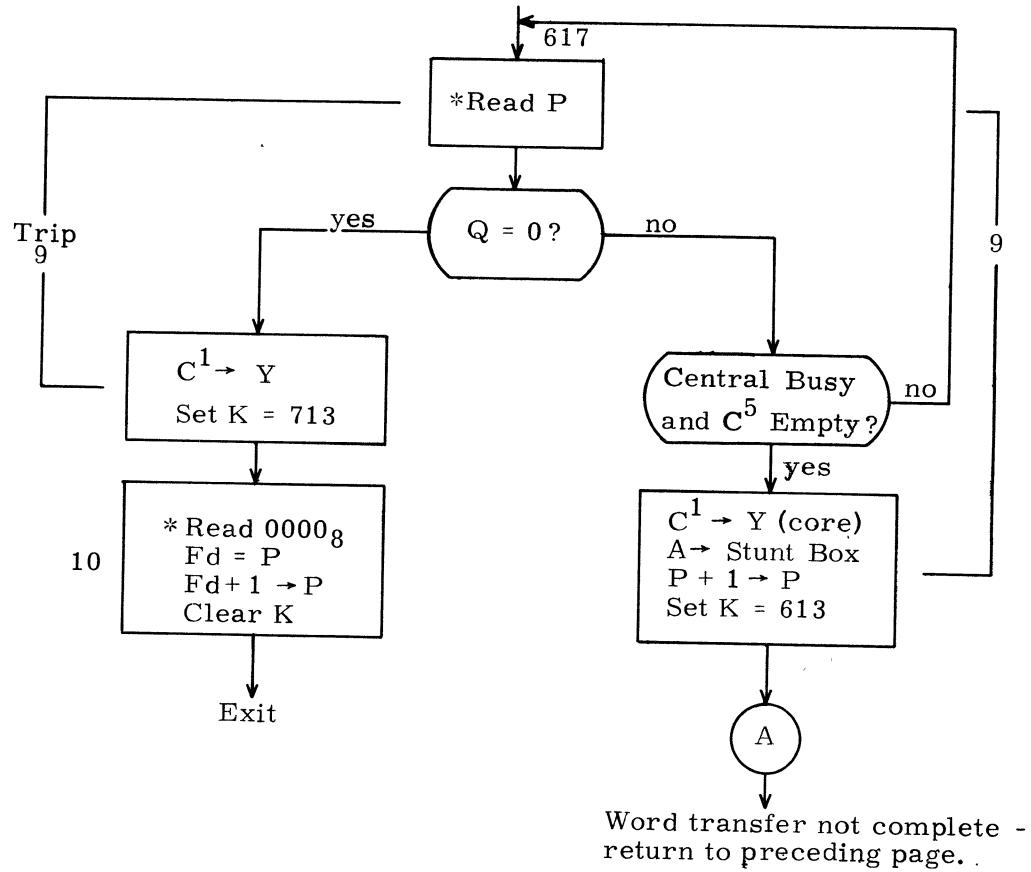 617
*Read P
Trip
9
yes
Q = 0?
no
9
C¹ → Y
Set K = 713
Central Busy
and C⁵ Empty?
no
yes
10
* Read 0000₈
Fd = P
Fd + 1 → P
Clear K
C¹ → Y (core)
A → Stunt Box
P + 1 → P
Set K = 613
Exit
A
Word transfer not complete -
return to preceding page.